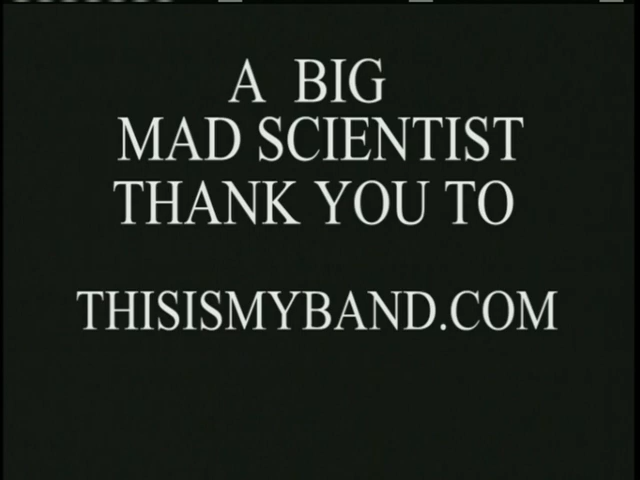 A BIG
MAD SCIENTIST
THANK YOU TO
THISISMYBAND.COM